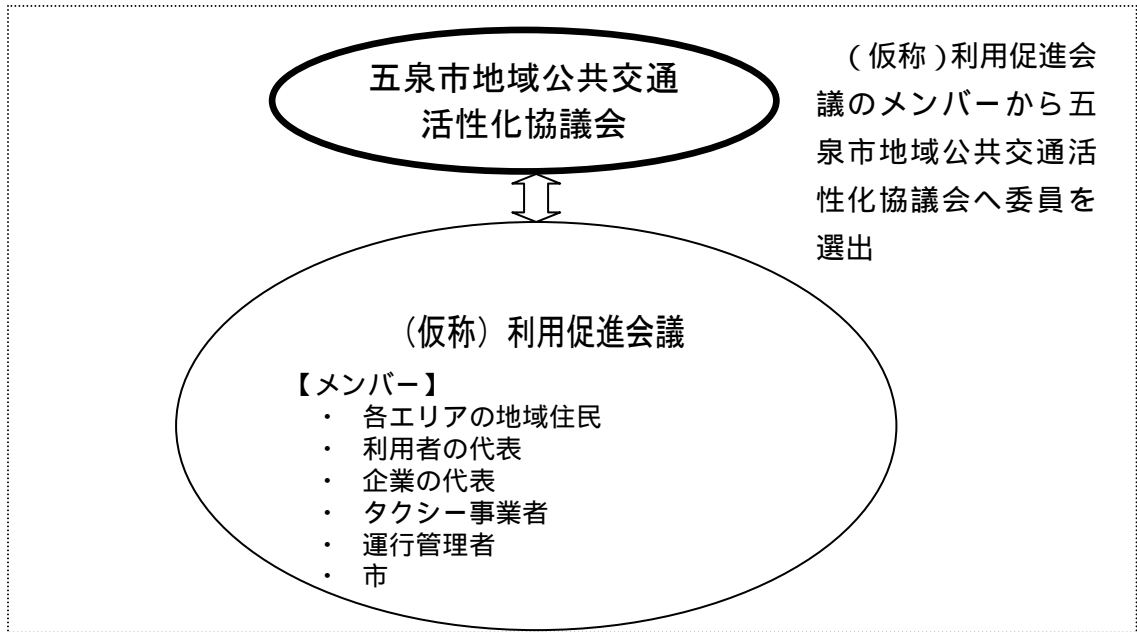 五泉市地域公共交通
活性化協議会
（仮称）利用促進会
議のメンバーから五
泉市地域公共交通活
性化協議会へ委員を
選出
（仮称）利用促進会議
【メンバー】
・　各エリアの地域住民
・　利用者の代表
・　企業の代表
・　タクシー事業者
・　運行管理者
・　市